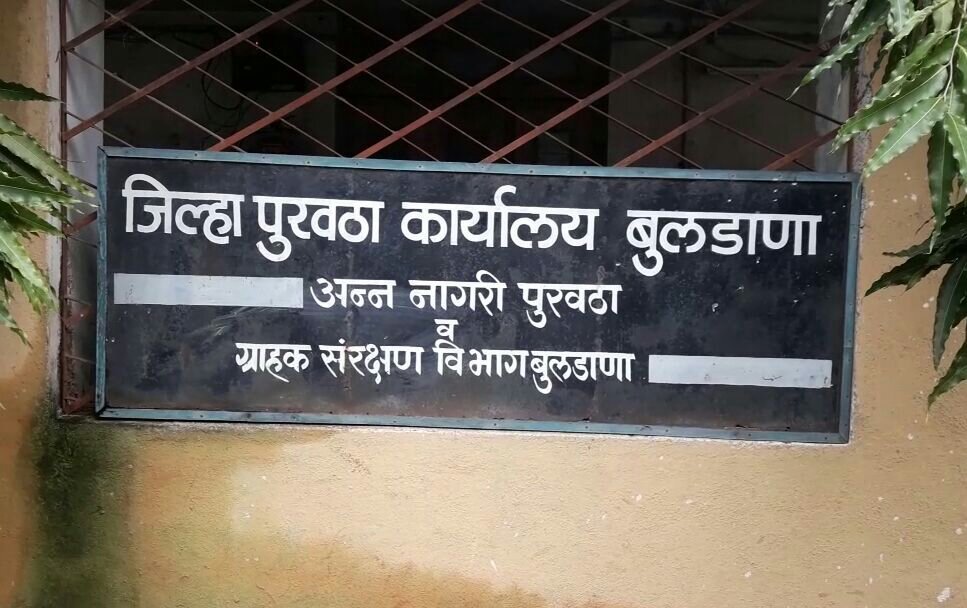 जिल्हा पुरवठा कार्यालय बुलडाणा
अन्न नागरी पुरवठा
व
ग्राहक संरक्षण विभाग बुलडाणा